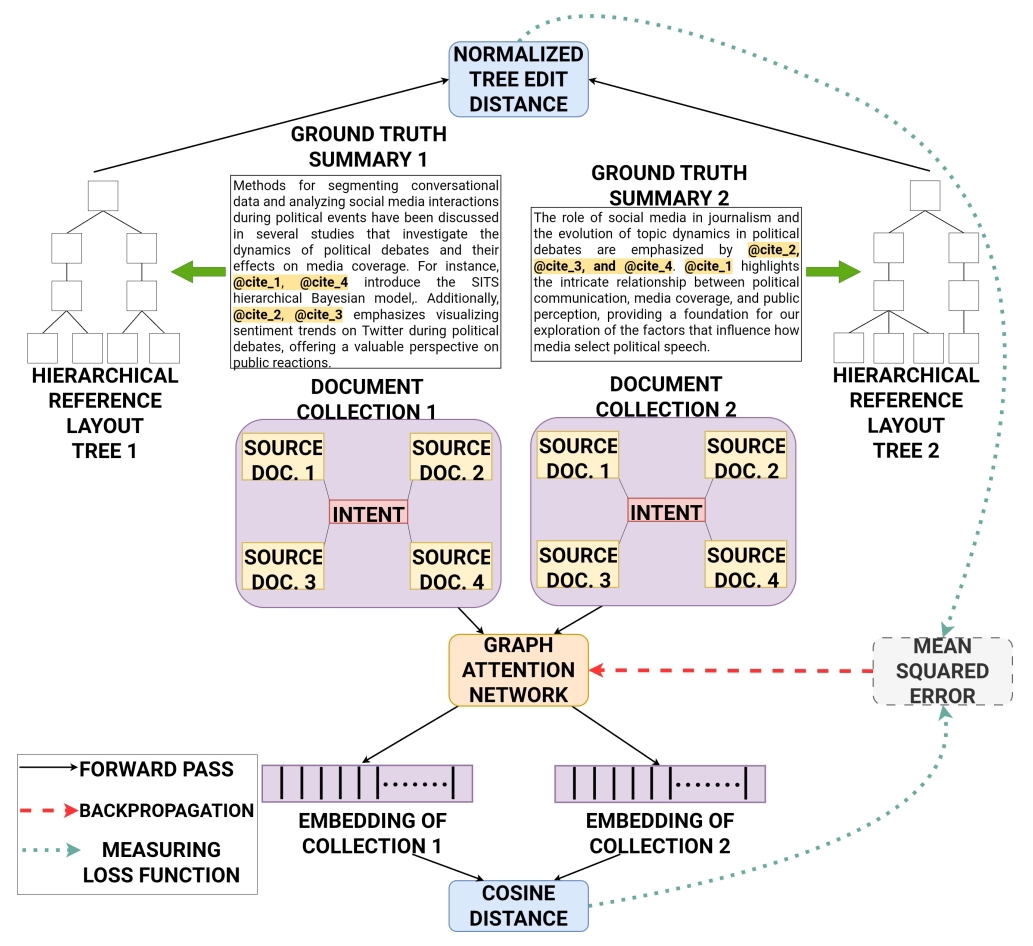 NORMALIZED
TREE EDIT
DISTANCE
GROUND TRUTH
SUMMARY 1
Methods for segmenting conversational
data and analyzing social media interactions
during political events have been discussed
in several studies that investigate the
dynamics of political debates and their
effects on media coverage. For instance,
@cite_1, @cite_4 introduce the SITS
hierarchical Bayesian model,. Additionally,
@cite_2, @cite_3 emphasizes visualizing
sentiment trends on Twitter during political
debates, offering a valuable perspective on
public reactions.
GROUND TRUTH
SUMMARY 2
The role of social media in journalism and
the evolution of topic dynamics in political
debates are emphasized by @cite_2,
@cite_3, and @cite_4. @cite_1 highlights
the intricate relationship between political
communication, media coverage, and public
perception, providing a foundation for our
exploration of the factors that influence how
media select political speech.
HIERARCHICAL
REFERENCE
LAYOUT
TREE 1
HIERARCHICAL
REFERENCE
LAYOUT
TREE 2
DOCUMENT
COLLECTION 1
SOURCE
DOC. 1
SOURCE
DOC. 2
INTENT
SOURCE
DOC. 3
SOURCE
DOC. 4
DOCUMENT
COLLECTION 2
SOURCE
DOC. 1
SOURCE
DOC. 2
INTENT
SOURCE
DOC. 3
SOURCE
DOC. 4
GRAPH
ATTENTION
NETWORK
MEAN
SQUARED
ERROR
FORWARD PASS
BACKPROPAGATION
MEASURING
LOSS FUNCTION
EMBEDDING OF
COLLECTION 1
EMBEDDING OF
COLLECTION 2
COSINE
DISTANCE